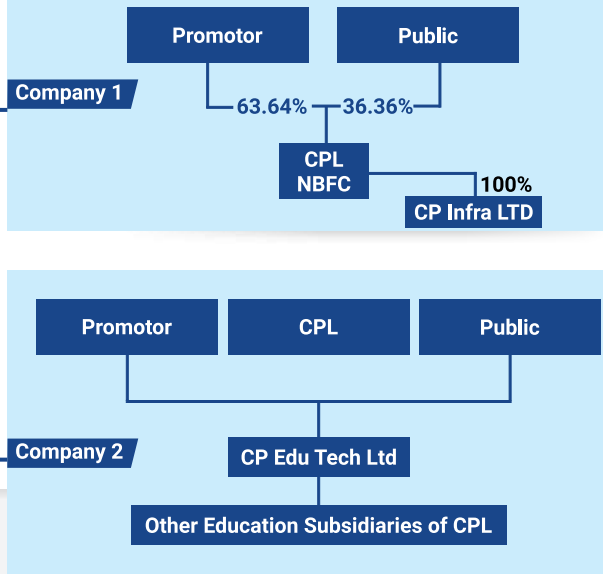 Promotor
Public
Company 1
63.64%
36.36%
CPL
NBFC
100%
CP Infra LTD
Promotor
CPL
Public
Company 2
CP Edu Tech Ltd
Other Education Subsidiaries of CPL